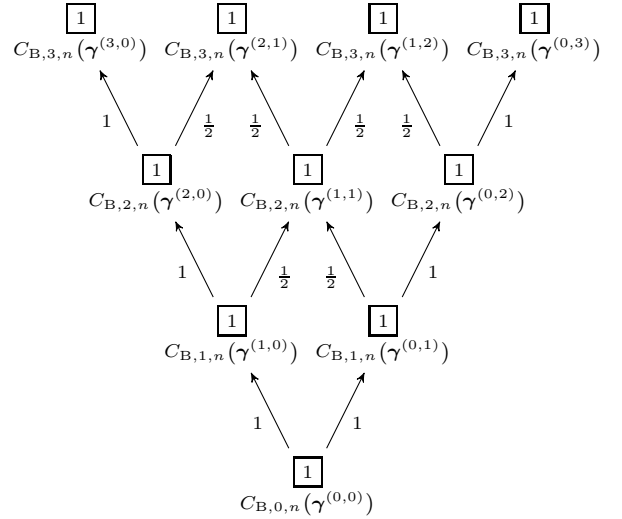 1 1 1 1
C_{B,3,n}(γ^{(3,0)}) C_{B,3,n}(γ^{(2,1)}) C_{B,3,n}(γ^{(1,2)}) C_{B,3,n}(γ^{(0,3)})
1 1/2 1/2 1/2 1/2 1
1 1 1
C_{B,2,n}(γ^{(2,0)}) C_{B,2,n}(γ^{(1,1)}) C_{B,2,n}(γ^{(0,2)})
1 1/2 1/2 1
1 1
C_{B,1,n}(γ^{(1,0)}) C_{B,1,n}(γ^{(0,1)})
1 1
1
C_{B,0,n}(γ^{(0,0)})